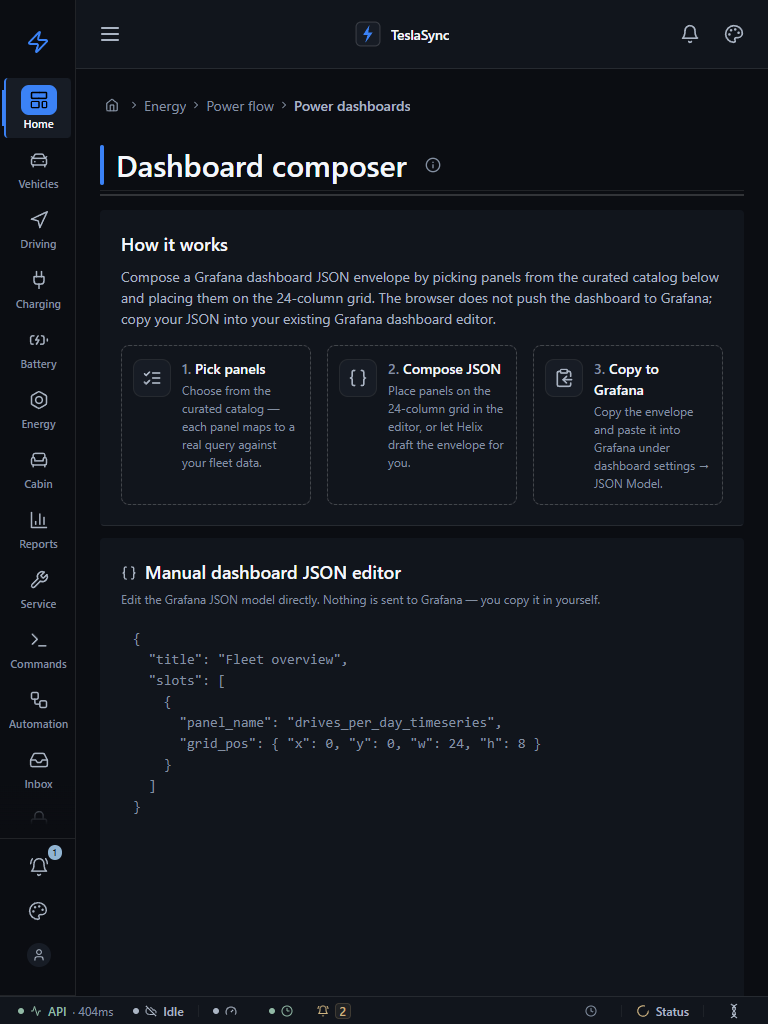 TeslaSync
Home
Vehicles
Driving
Charging
Battery
Energy
Cabin
Reports
Service
Commands
Automation
Inbox
1
Energy > Power flow > Power dashboards
Dashboard composer
How it works
Compose a Grafana dashboard JSON envelope by picking panels from the curated catalog below
and placing them on the 24-column grid. The browser does not push the dashboard to Grafana;
copy your JSON into your existing Grafana dashboard editor.
1. Pick panels
Choose from the
curated catalog —
each panel maps to a
real query against
your fleet data.
2. Compose JSON
Place panels on the
24-column grid in the
editor, or let Helix
draft the envelope for
you.
3. Copy to
Grafana
Copy the envelope
and paste it into
Grafana under
dashboard settings →
JSON Model.
Manual dashboard JSON editor
Edit the Grafana JSON model directly. Nothing is sent to Grafana — you copy it in yourself.
{
  "title": "Fleet overview",
  "slots": [
    {
      "panel_name": "drives_per_day_timeseries",
      "grid_pos": { "x": 0, "y": 0, "w": 24, "h": 8 }
    }
  ]
}
API · 404ms
Idle
2
Status